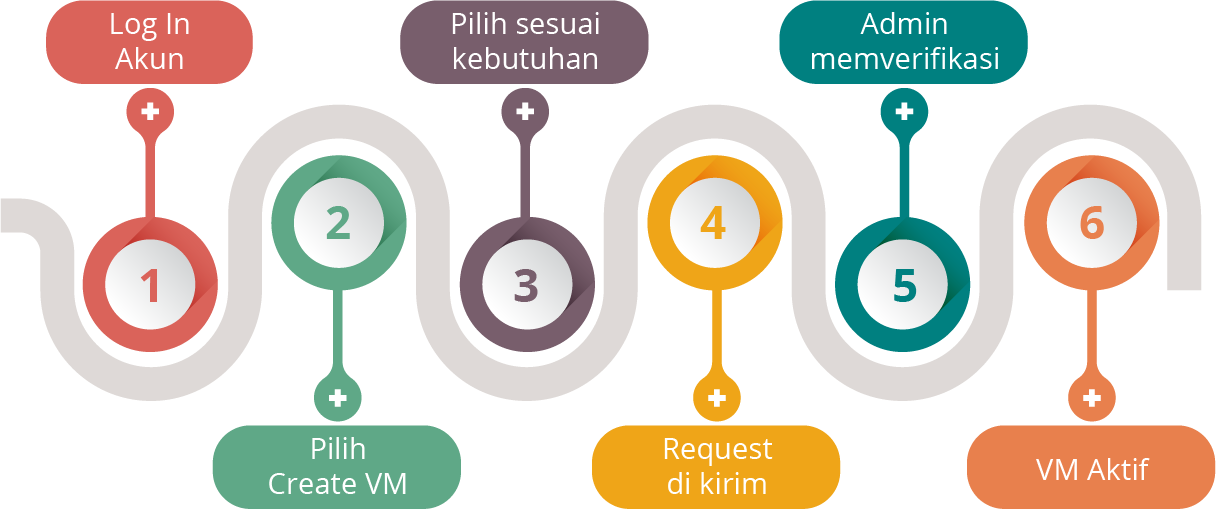 Log In
Akun
1
2
Pilih
Create VM
Pilih sesuai
kebutuhan
3
4
Request
di kirim
Admin
memverifikasi
5
6
VM Aktif